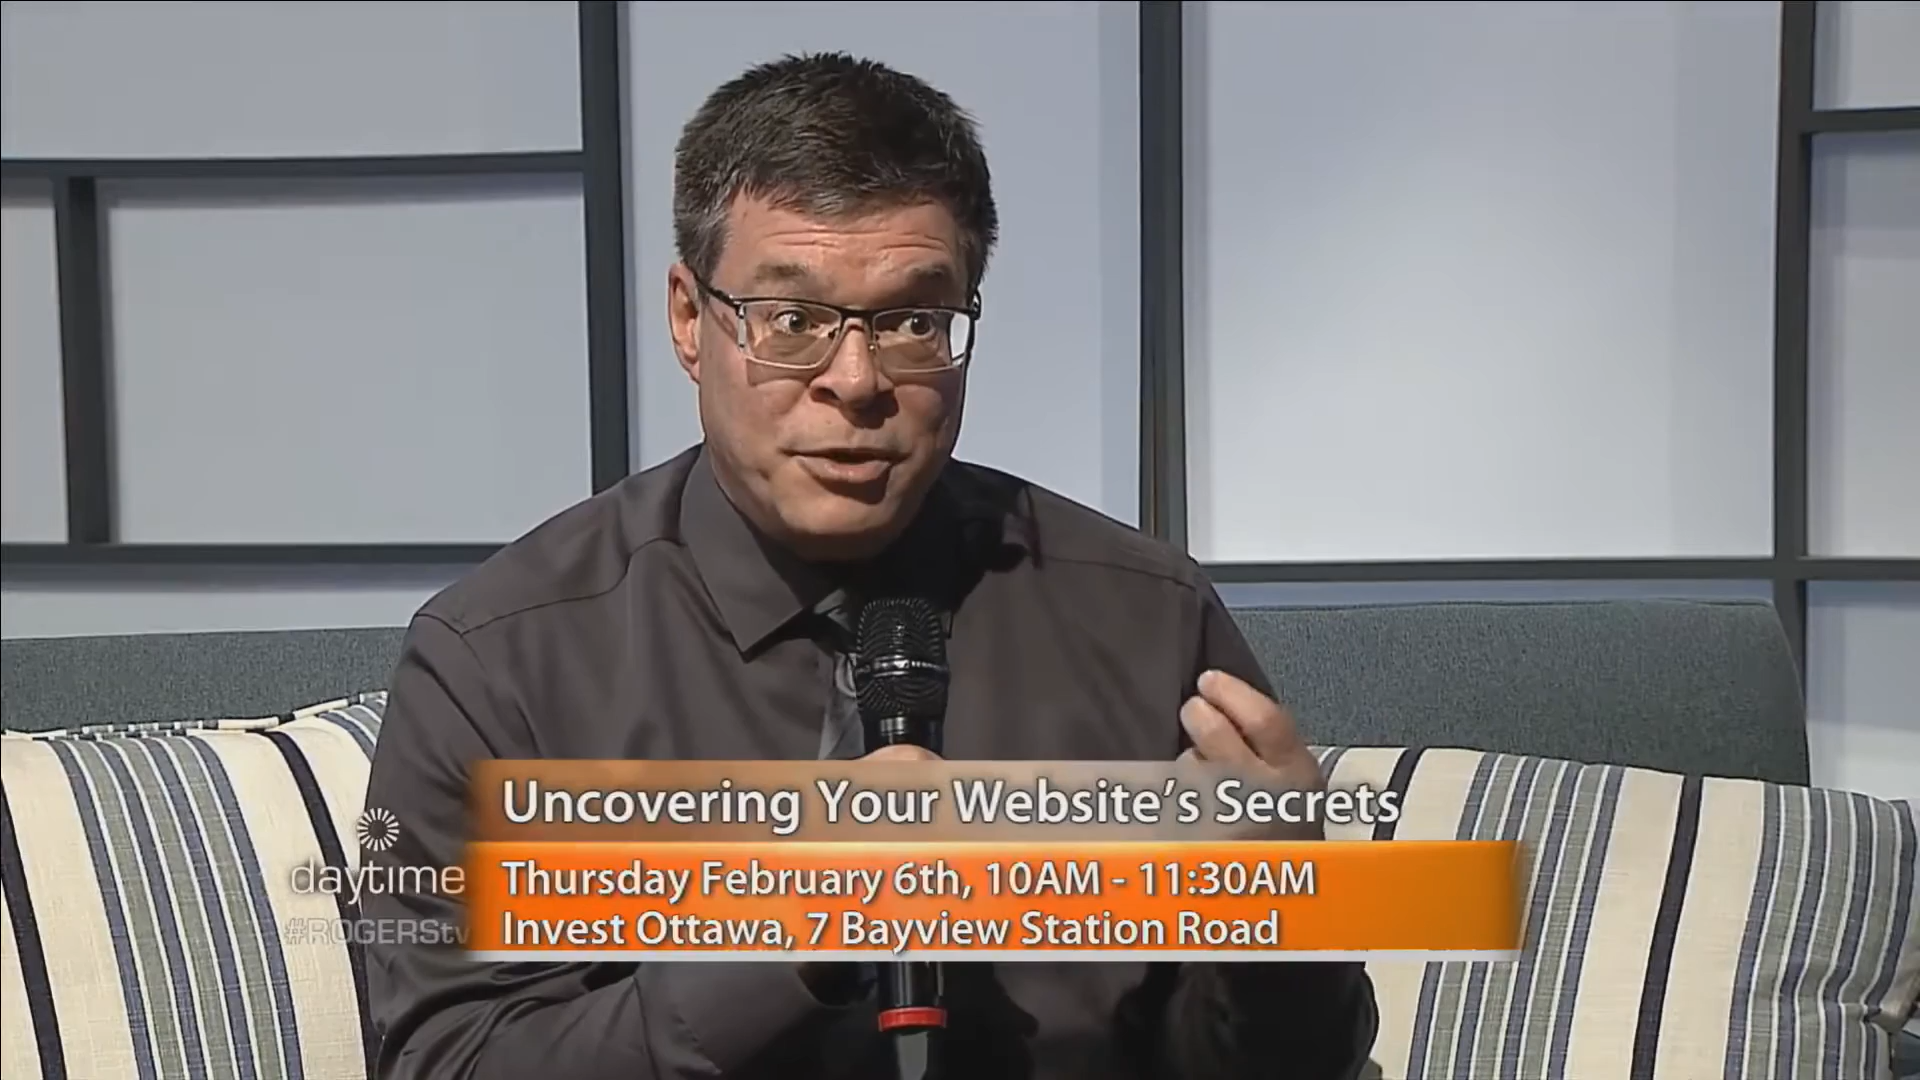 Uncovering Your Website's Secrets
Thursday February 6th, 10AM - 11:30AM
Invest Ottawa, 7 Bayview Station Road
daytime
#ROGERStv